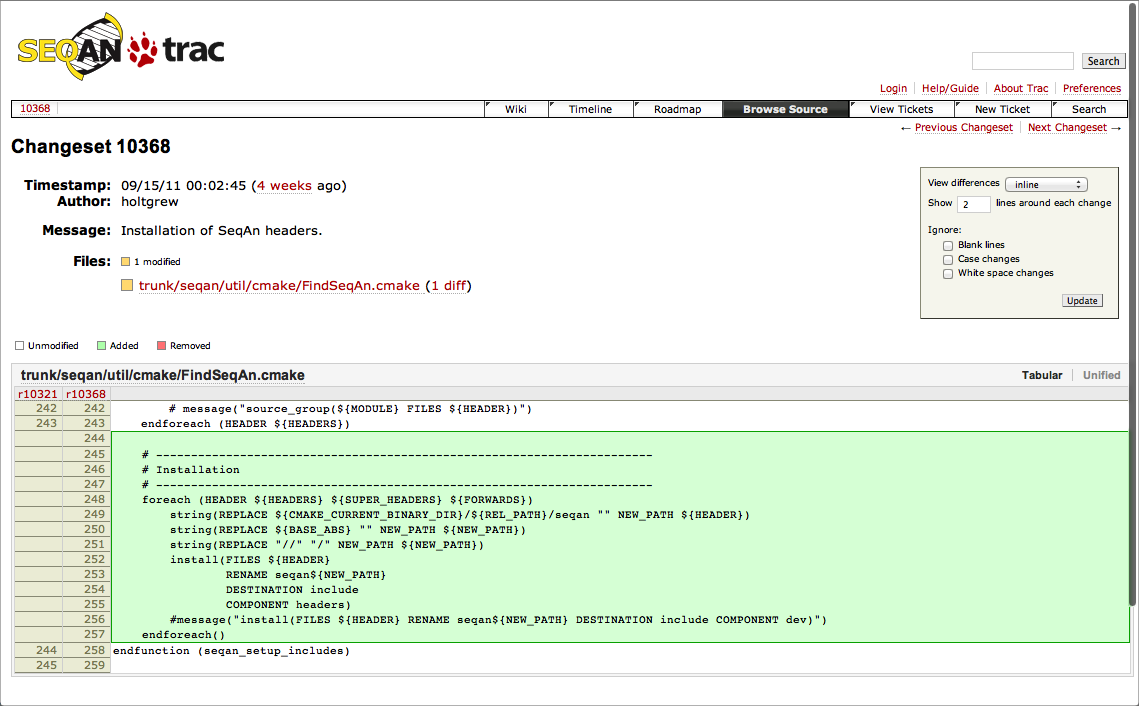 SEQAN trac
Search
Login Help/Guide About Trac Preferences
10368 Wiki Timeline Roadmap Browse Source View Tickets New Ticket Search
← Previous Changeset Next Changeset →
Changeset 10368
Timestamp: 09/15/11 00:02:45 (4 weeks ago)
Author: holtgrew
Message: Installation of SeqAn headers.
Files: 1 modified
trunk/seqan/util/cmake/FindSeqAn.cmake (1 diff)
View differences inline
Show 2 lines around each change
Ignore:
Blank lines
Case changes
White space changes
Update
Unmodified Added Removed
trunk/seqan/util/cmake/FindSeqAn.cmake Tabular Unified
r10321 r10368
242 242 # message("source_group(${MODULE} FILES ${HEADER})")
243 243 endforeach (HEADER ${HEADERS})
244
245 # -----------------------------------------------------------------------
246 # Installation
247 # -----------------------------------------------------------------------
248 foreach (HEADER ${HEADERS} ${SUPER_HEADERS} ${FORWARDS})
249 string(REPLACE ${CMAKE_CURRENT_BINARY_DIR}/${REL_PATH}/seqan "" NEW_PATH ${HEADER})
250 string(REPLACE ${BASE_ABS} "" NEW_PATH ${NEW_PATH})
251 string(REPLACE "//" "/" NEW_PATH ${NEW_PATH})
252 install(FILES ${HEADER}
253 RENAME seqan${NEW_PATH}
254 DESTINATION include
255 COMPONENT headers)
256 #message("install(FILES ${HEADER} RENAME seqan${NEW_PATH} DESTINATION include COMPONENT dev)")
257 endforeach()
244 258 endfunction (seqan_setup_includes)
245 259